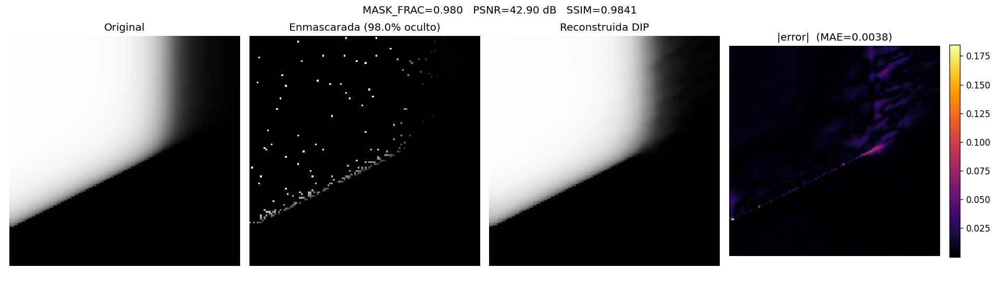 MASK_FRAC=0.980   PSNR=42.90 dB   SSIM=0.9841
Original
Enmascarada (98.0% oculto)
Reconstruida DIP
|error|  (MAE=0.0038)
0.175
0.150
0.125
0.100
0.075
0.050
0.025